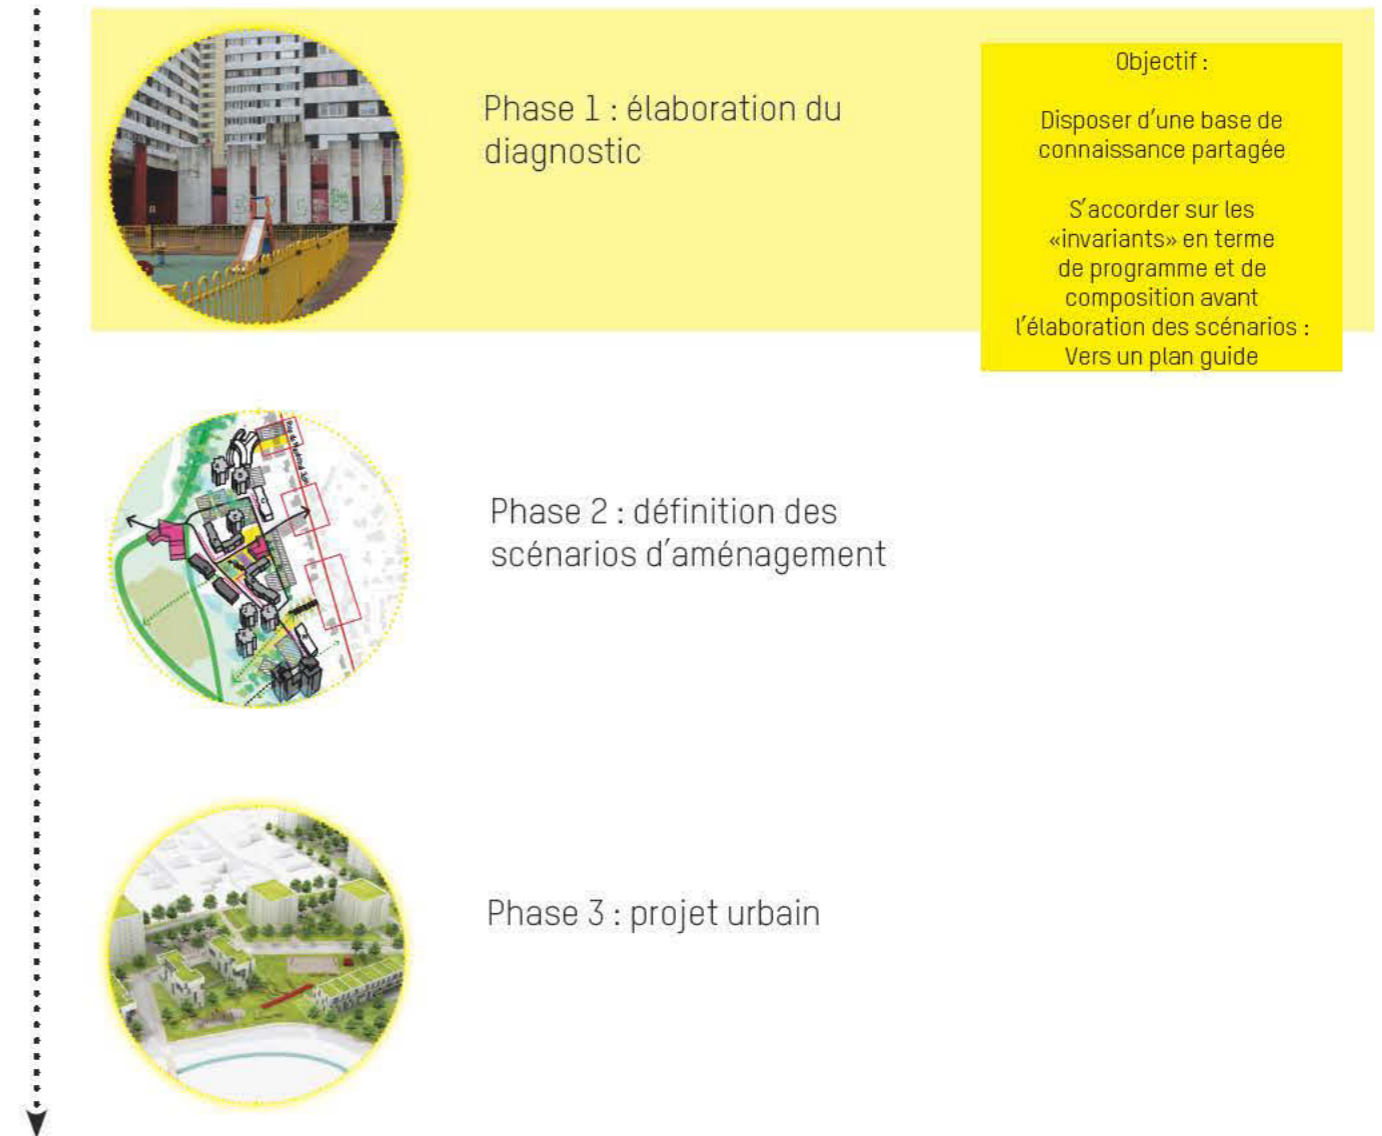 Phase 1 : élaboration du
diagnostic
Objectif :
Disposer d'une base de
connaissance partagée
S'accorder sur les
«invariants» en terme
de programme et de
composition avant
l'élaboration des scénarios :
Vers un plan guide
Phase 2 : définition des
scénarios d'aménagement
Phase 3 : projet urbain